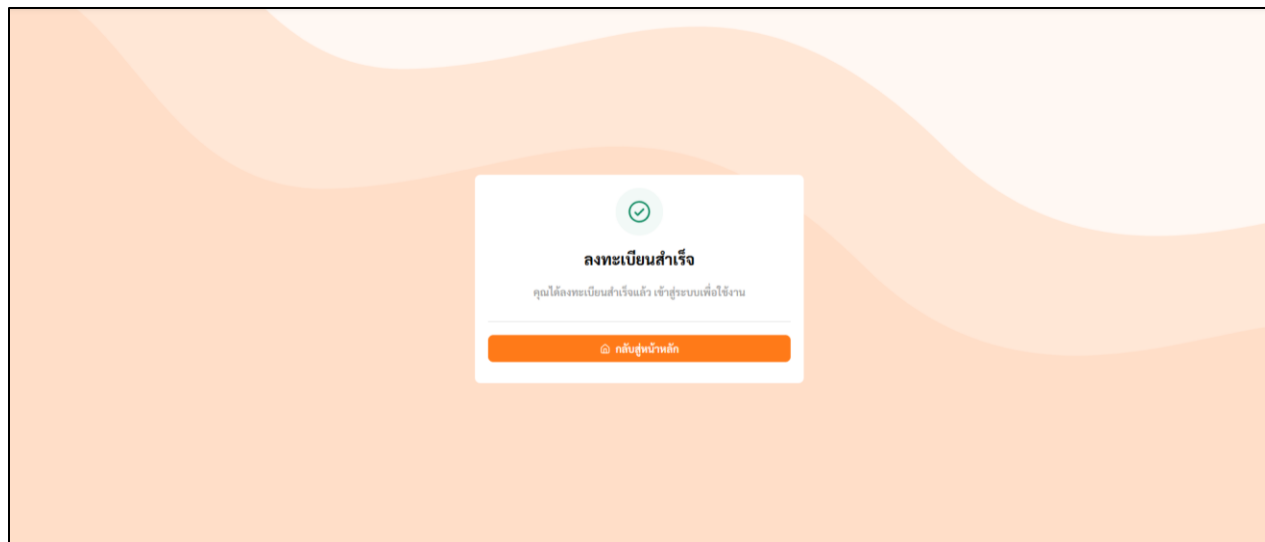 ลงทะเบียนสำเร็จ
คุณได้ลงทะเบียนสำเร็จแล้ว เข้าสู่ระบบเพื่อใช้งาน
กลับสู่หน้าหลัก